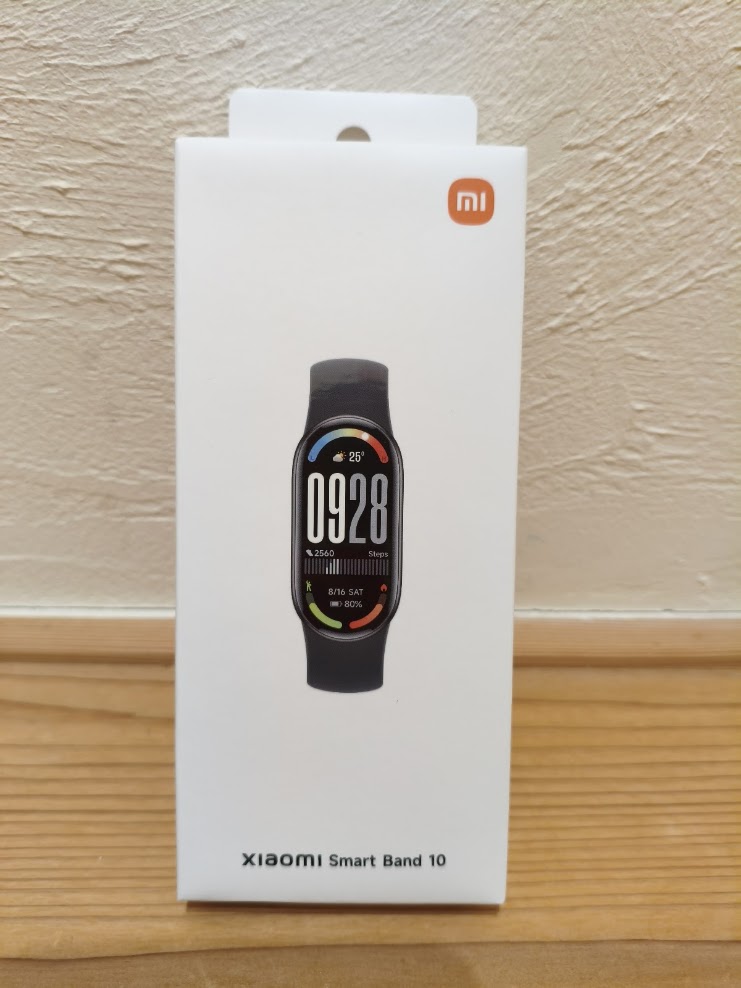 mi
25°
0928
2560 Steps
8/16 SAT
80%
xiaomi Smart Band 10